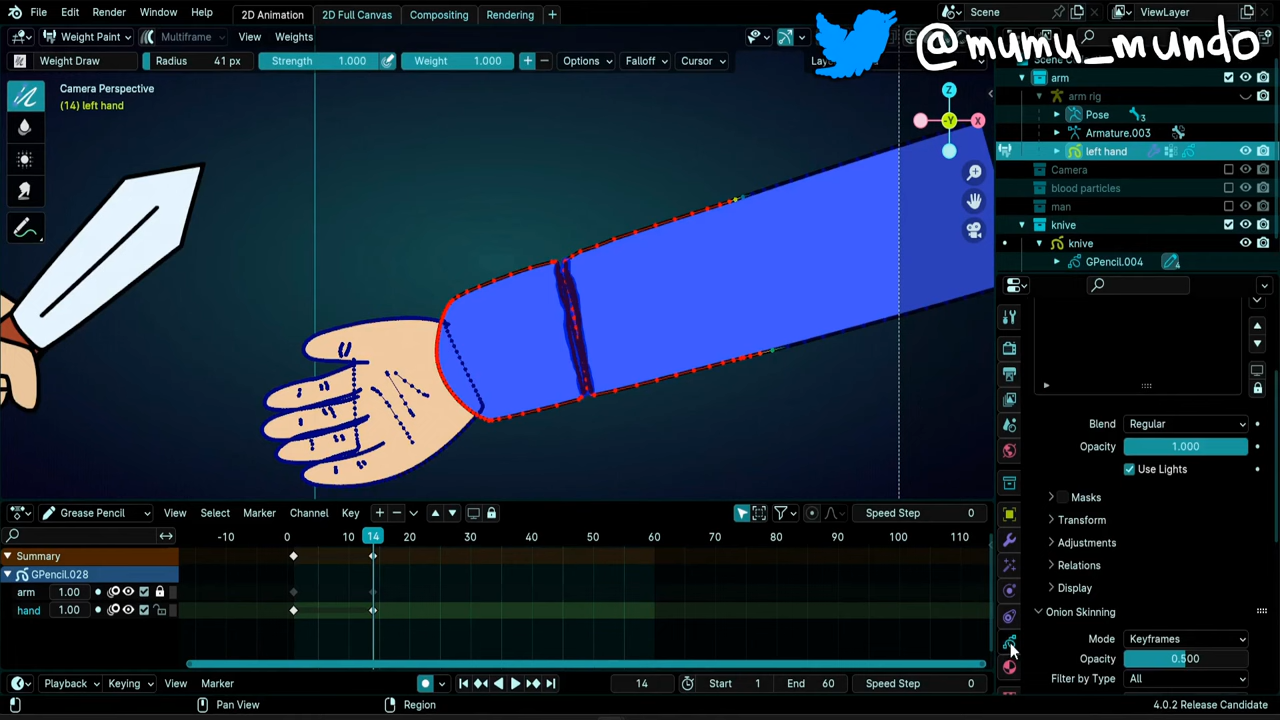 File Edit Render Window Help 2D Animation 2D Full Canvas Compositing Rendering + Scene ViewLayer
Weight Paint Multiframe View Weights
Weight Draw Radius 41 px Strength 1.000 Weight 1.000 + − Options Falloff Cursor
@mumu_mundo
Camera Perspective
(14) left hand
Z
-Y X
arm
arm rig
Pose 3
Armature.003
left hand
Camera
blood particles
man
knive
knive
GPencil.004 4
Blend Regular
Opacity 1.000
Use Lights
Masks
Transform
Adjustments
Relations
Display
Onion Skinning
Mode Keyframes
Opacity 0.500
Filter by Type All
Grease Pencil View Select Marker Channel Key Speed Step 0
-10 0 10 14 20 30 40 50 60 70 80 90 100 110
Summary
GPencil.028
arm 1.00
hand 1.00
Playback Keying View Marker 14 Start 1 End 60 Speed Step 0
Pan View Region 4.0.2 Release Candidate